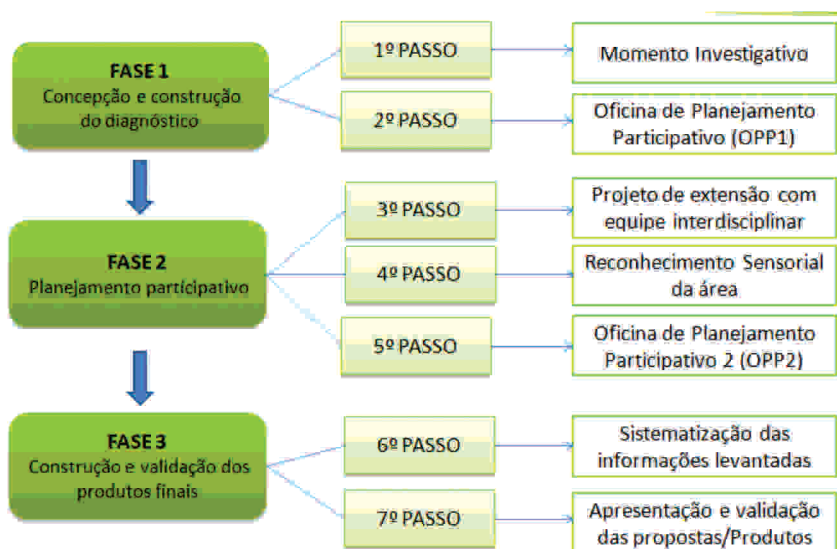 FASE 1
Concepção e construção
do diagnóstico
1º PASSO
Momento Investigativo
2º PASSO
Oficina de Planejamento
Participativo (OPP1)
FASE 2
Planejamento participativo
3º PASSO
Projeto de extensão com
equipe interdisciplinar
4º PASSO
Reconhecimento Sensorial
da área
5º PASSO
Oficina de Planejamento
Participativo 2 (OPP2)
FASE 3
Construção e validação dos
produtos finais
6º PASSO
Sistematização das
informações levantadas
7º PASSO
Apresentação e validação
das propostas/Produtos